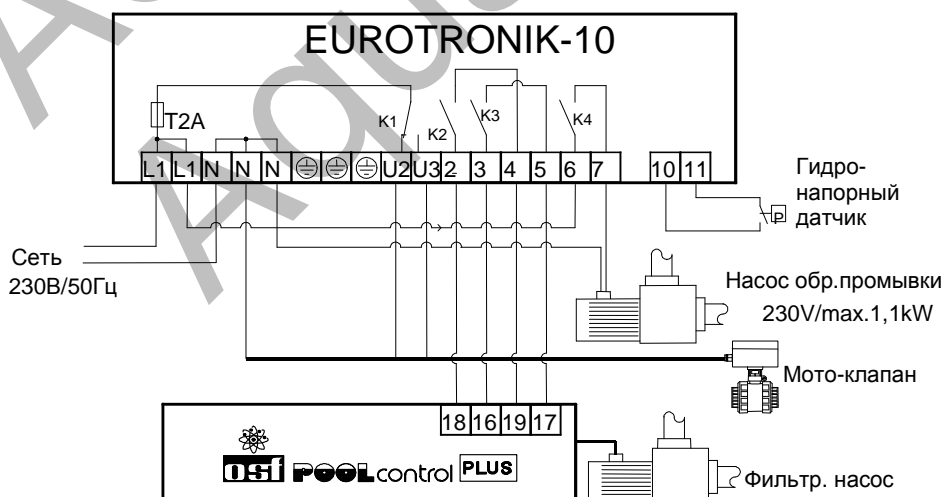 EUROTRONIK-10
T2A
K1
K2
K3
K4
L1 L1 N N N U2 U3 2 3 4 5 6 7 10 11
Гидро-
напорный
датчик
P
Сеть
230В/50Гц
Насос обр.промывки
230V/max.1,1kW
Мото-клапан
18 16 19 17
osf POOL control PLUS
Фильтр. насос
Aqua